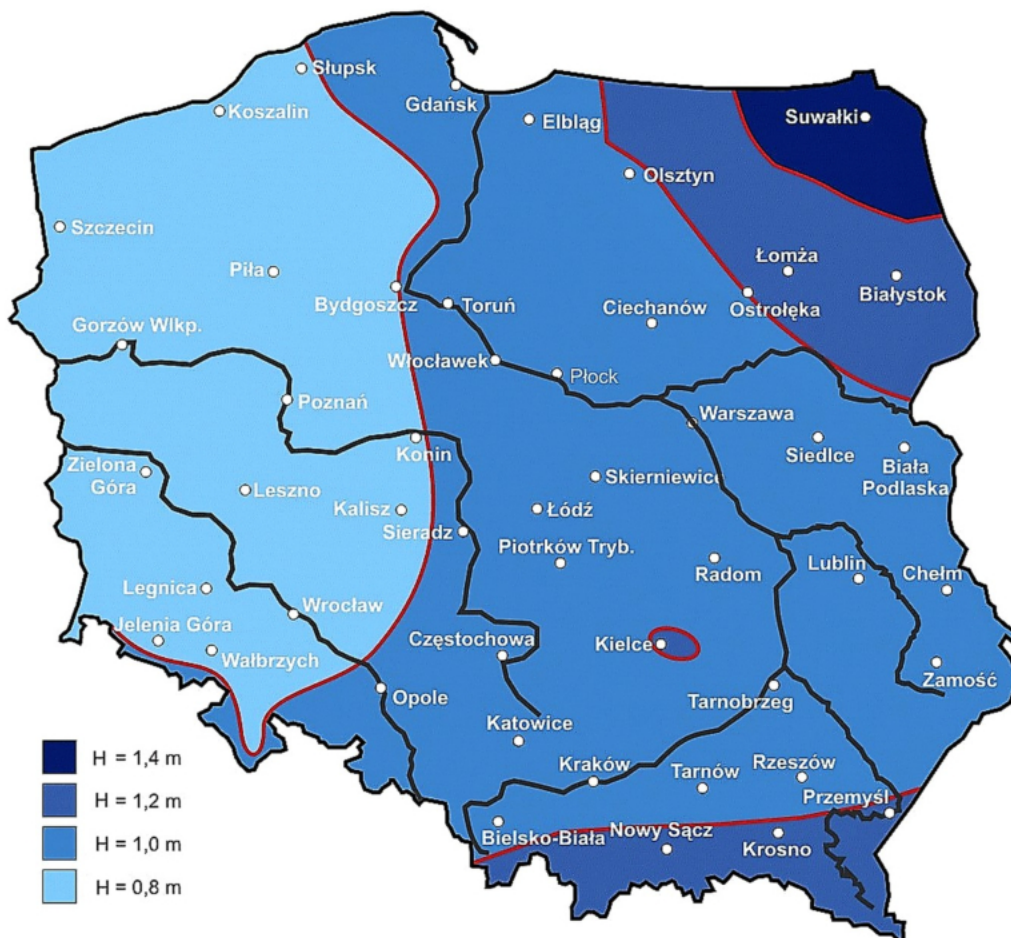 Słupsk
Koszalin
Gdańsk
Elbląg
Suwałki
Olsztyn
Szczecin
Piła
Łomża
Białystok
Bydgoszcz
Toruń
Ciechanów
Ostrołęka
Gorzów Wlkp.
Włocławek
Płock
Poznań
Warszawa
Konin
Siedlce
Biała
Podlaska
Zielona
Góra
Leszno
Skierniewice
Kalisz
Łódź
Sieradz
Piotrków Tryb.
Radom
Lublin
Chełm
Legnica
Wrocław
Jelenia Góra
Wałbrzych
Częstochowa
Kielce
Zamość
Opole
Tarnobrzeg
Katowice
Kraków
Tarnów
Rzeszów
Przemyśl
Bielsko-Biała
Nowy Sącz
Krosno
H = 1,4 m
H = 1,2 m
H = 1,0 m
H = 0,8 m